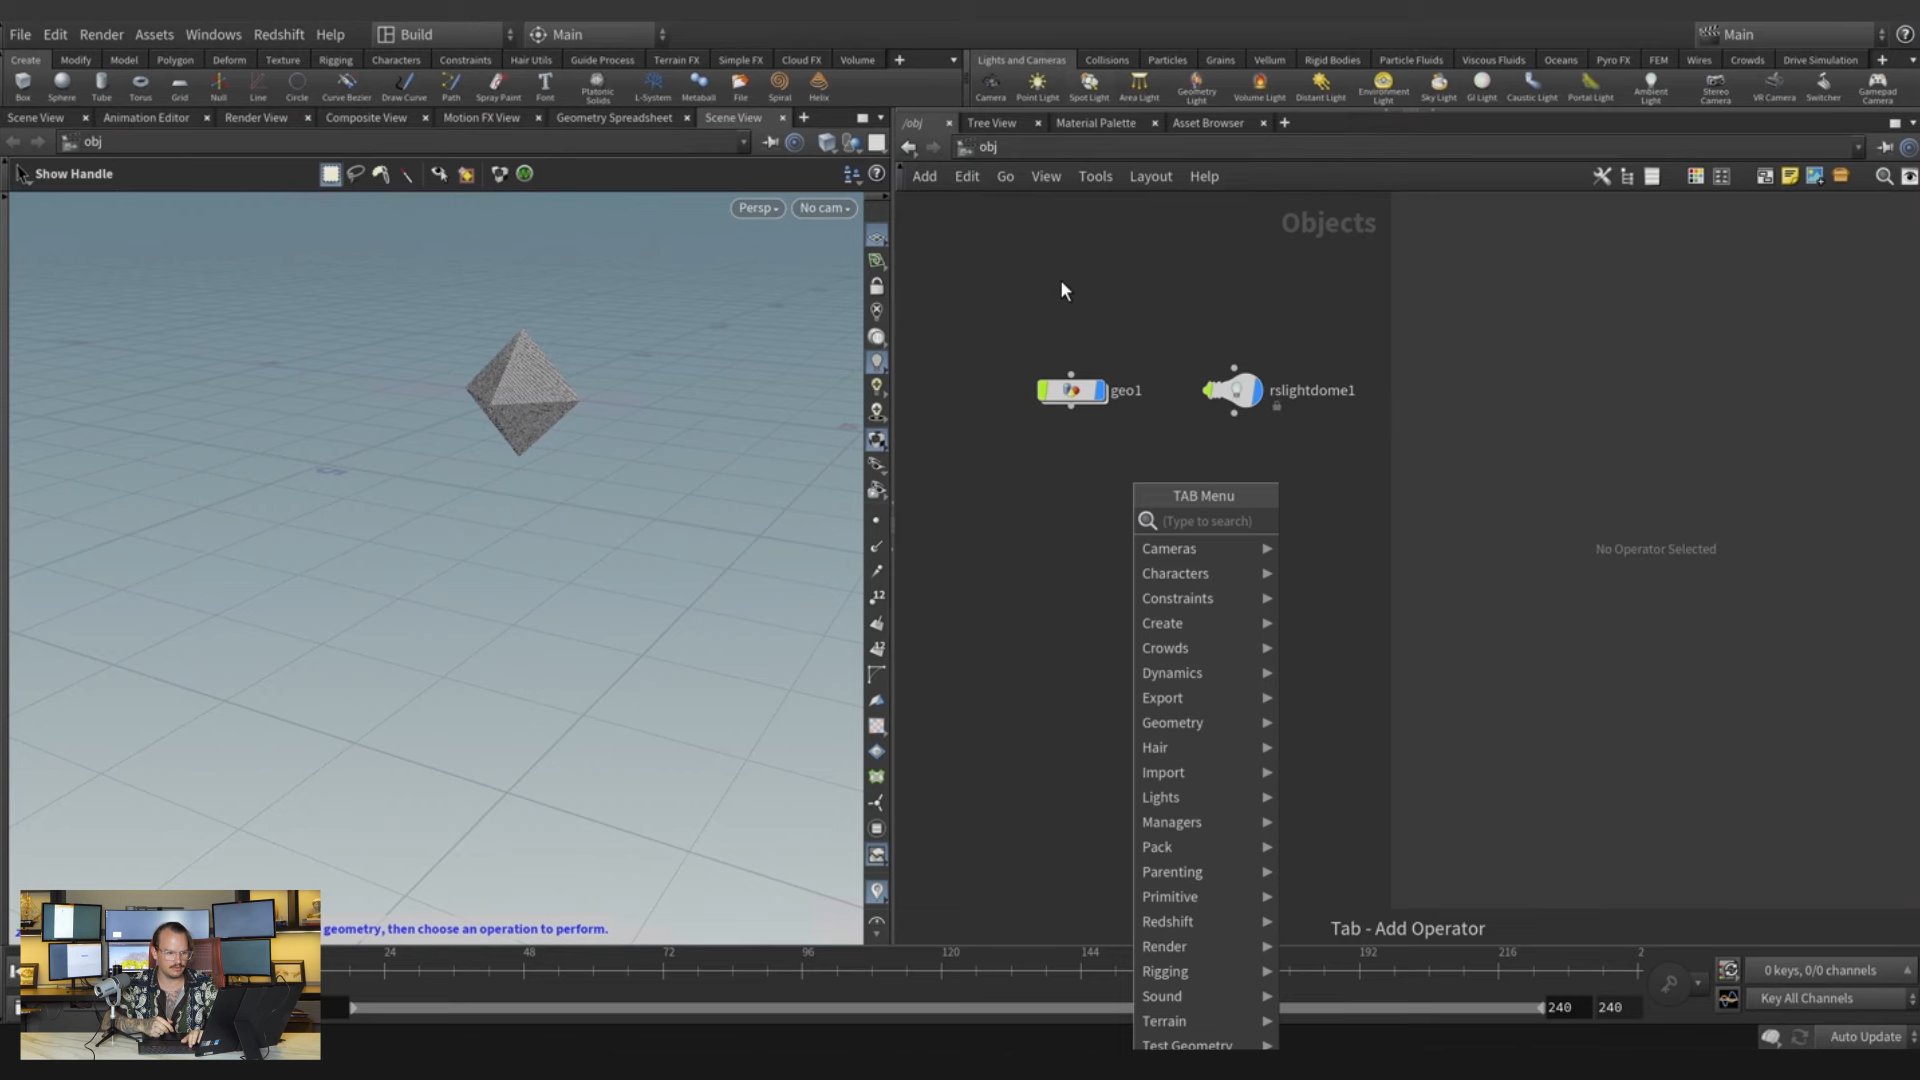 File Edit Render Assets Windows Redshift Help Build Main Main
Create Modify Model Polygon Deform Texture Rigging Characters Constraints Hair Utils Guide Process Terrain FX Simple FX Cloud FX Volume
Lights and Cameras Collisions Particles Grains Vellum Rigid Bodies Particle Fluids Viscous Fluids Oceans Pyro FX FEM Wires Crowds Drive Simulation
Box Sphere Tube Torus Grid Null Line Circle Curve Bezier Draw Curve Path Spray Paint Font Platonic Solids L-System Metaball File Spiral Helix
Camera Point Light Spot Light Area Light Geometry Light Volume Light Distant Light Environment Light Sky Light GI Light Caustic Light Portal Light Ambient Light Stereo Camera VR Camera Switcher Gamepad Camera
Scene View Animation Editor Render View Composite View Motion FX View Geometry Spreadsheet Scene View
/obj Tree View Material Palette Asset Browser
obj
obj
Show Handle
Add Edit Go View Tools Layout Help
Persp No cam
Objects
geo1
rslightdome1
TAB Menu
(Type to search)
Cameras
Characters
Constraints
Create
Crowds
Dynamics
Export
Geometry
Hair
Import
Lights
Managers
Pack
Parenting
Primitive
Redshift
Render
Rigging
Sound
Terrain
Test Geometry
No Operator Selected
12
12
geometry, then choose an operation to perform.
Tab - Add Operator
24 48 72 96 120 144 192 216 2
0 keys, 0/0 channels
240 240
Key All Channels
Auto Update